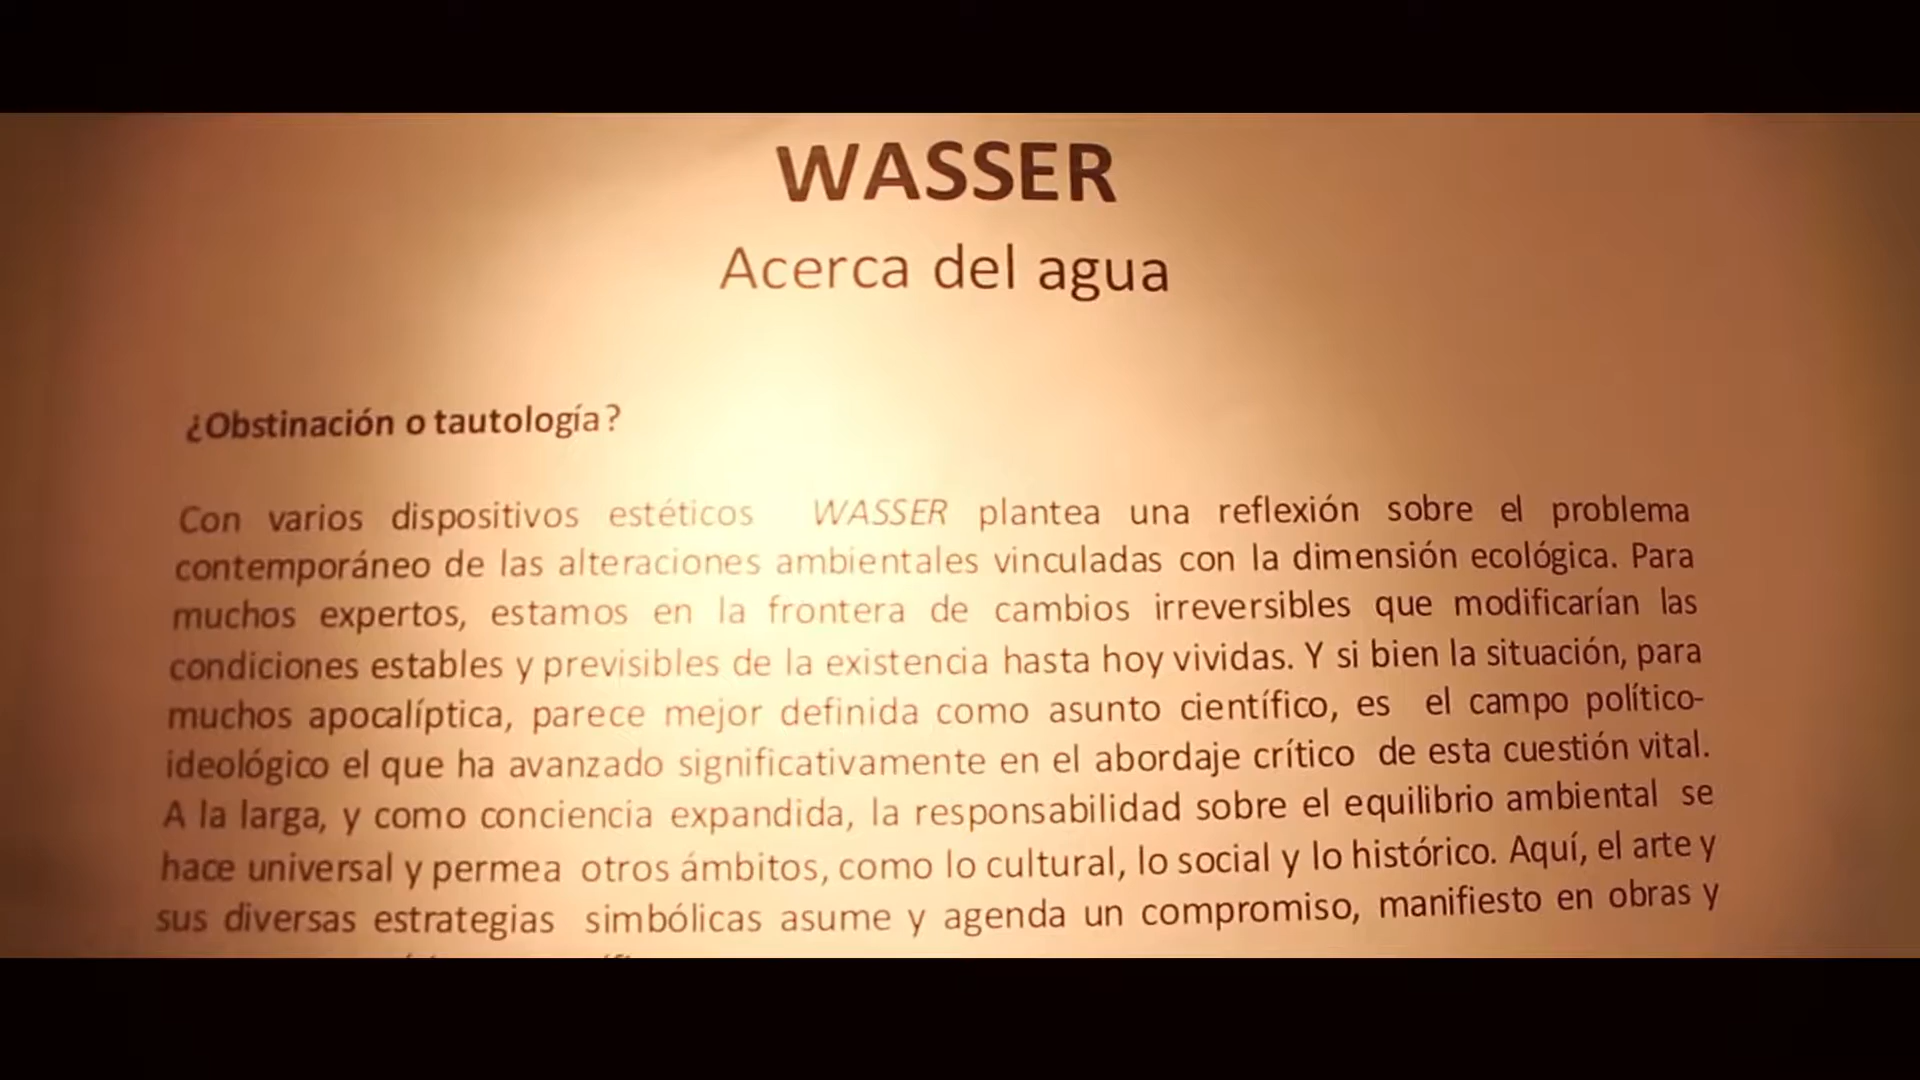 WASSER
Acerca del agua
¿Obstinación o tautología?
Con varios dispositivos estéticos WASSER plantea una reflexión sobre el problema
contemporáneo de las alteraciones ambientales vinculadas con la dimensión ecológica. Para
muchos expertos, estamos en la frontera de cambios irreversibles que modificarían las
condiciones estables y previsibles de la existencia hasta hoy vividas. Y si bien la situación, para
muchos apocalíptica, parece mejor definida como asunto científico, es el campo político-
ideológico el que ha avanzado significativamente en el abordaje crítico de esta cuestión vital.
A la larga, y como conciencia expandida, la responsabilidad sobre el equilibrio ambiental se
hace universal y permea otros ámbitos, como lo cultural, lo social y lo histórico. Aquí, el arte y
sus diversas estrategias simbólicas asume y agenda un compromiso, manifiesto en obras y